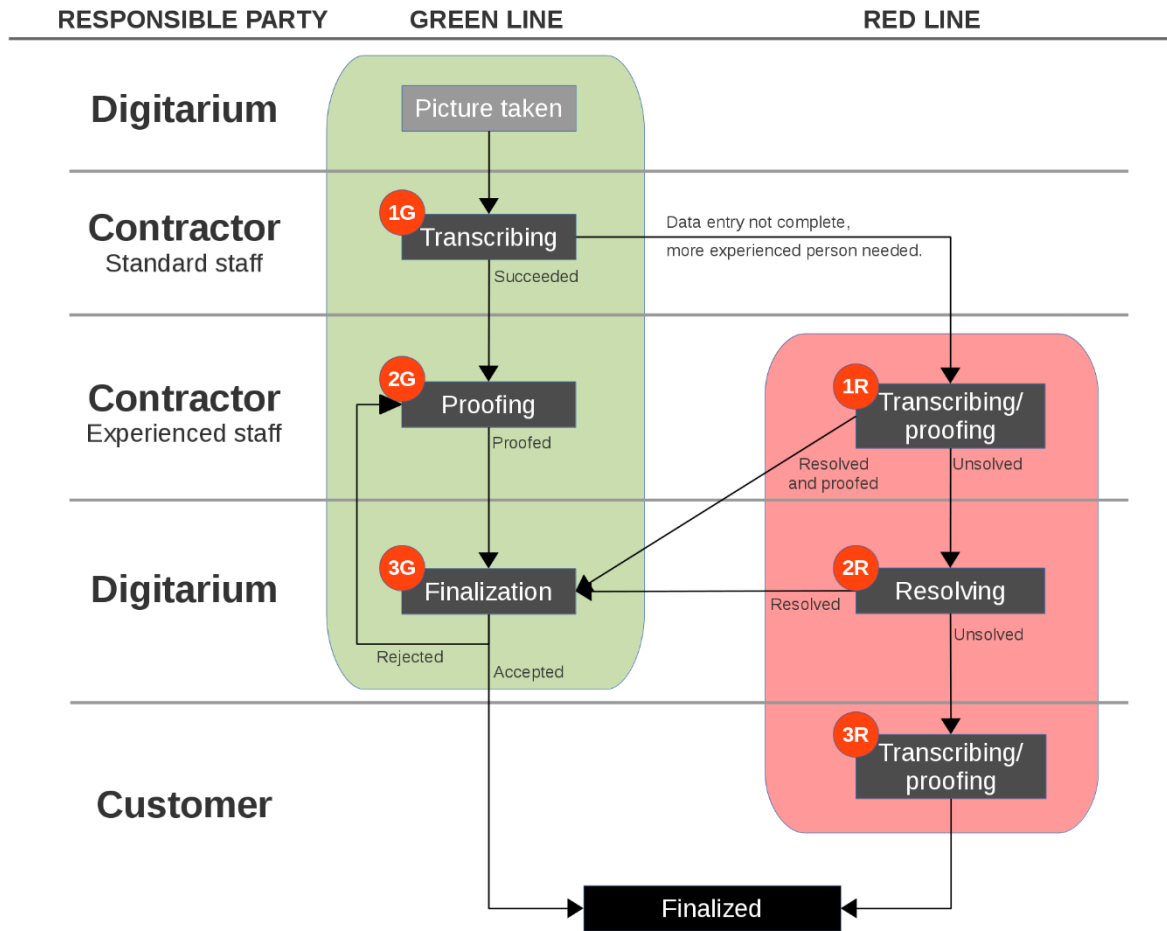 RESPONSIBLE PARTY
GREEN LINE
RED LINE
Digitarium
Picture taken
Contractor
Standard staff
1G
Transcribing
Data entry not complete,
more experienced person needed.
Succeeded
Contractor
Experienced staff
2G
Proofing
Proofed
1R
Transcribing/
proofing
Resolved
and proofed
Unsolved
Digitarium
3G
Finalization
Rejected
Accepted
2R
Resolving
Resolved
Unsolved
Customer
3R
Transcribing/
proofing
Finalized